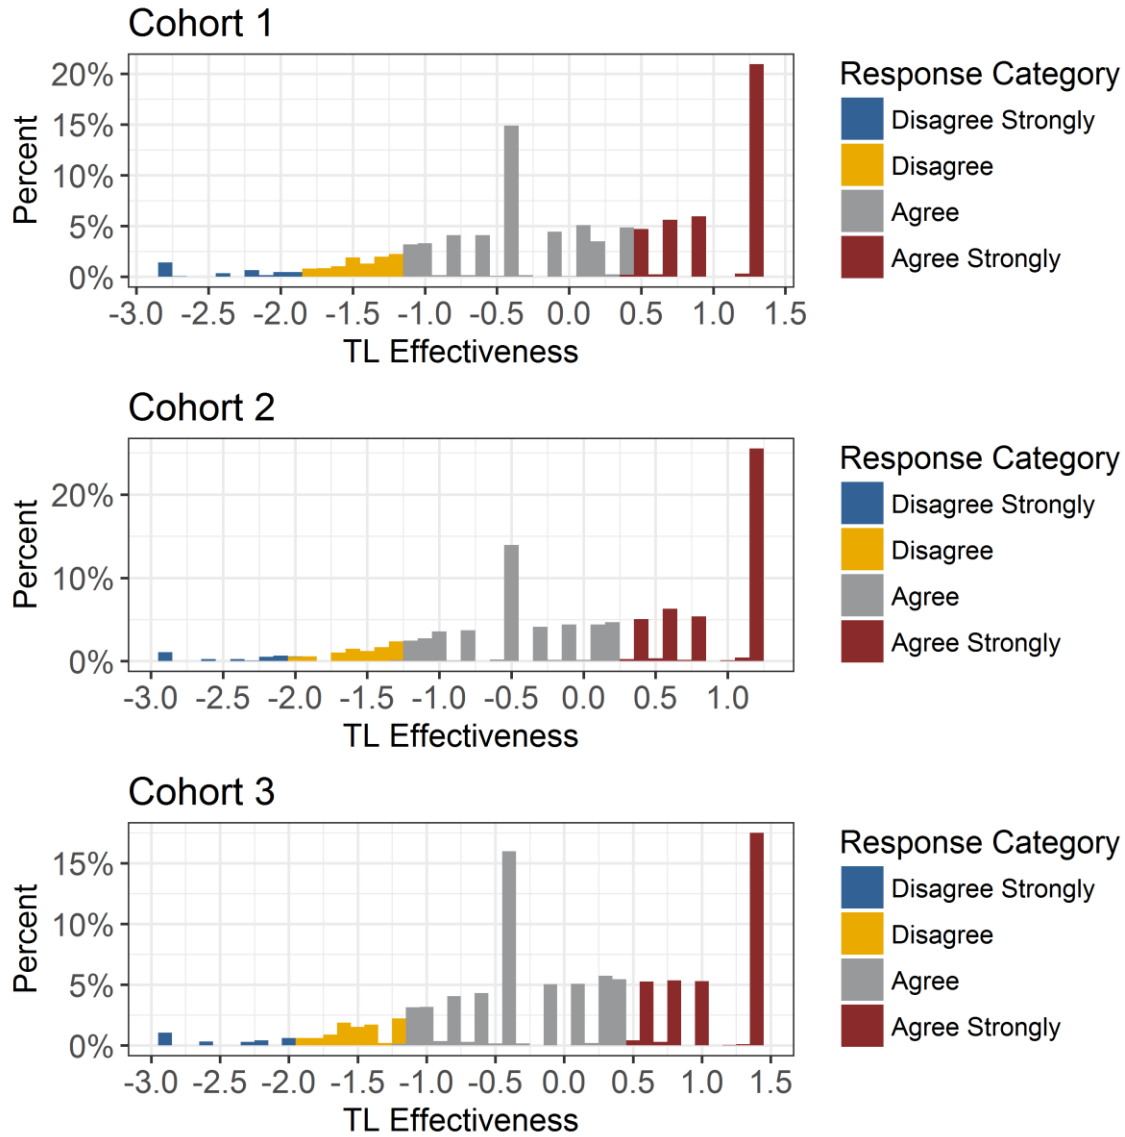 Cohort 1
Percent
20%
15%
10%
5%
0%
-3.0 -2.5 -2.0 -1.5 -1.0 -0.5 0.0 0.5 1.0 1.5
TL Effectiveness
Response Category
Disagree Strongly
Disagree
Agree
Agree Strongly
Cohort 2
Percent
20%
10%
0%
-3.0 -2.5 -2.0 -1.5 -1.0 -0.5 0.0 0.5 1.0
TL Effectiveness
Response Category
Disagree Strongly
Disagree
Agree
Agree Strongly
Cohort 3
Percent
15%
10%
5%
0%
-3.0 -2.5 -2.0 -1.5 -1.0 -0.5 0.0 0.5 1.0 1.5
TL Effectiveness
Response Category
Disagree Strongly
Disagree
Agree
Agree Strongly